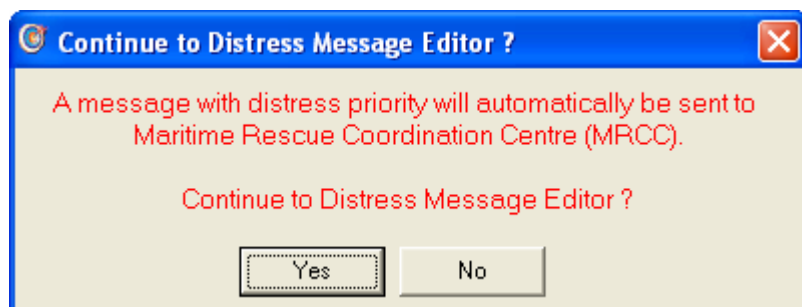 Continue to Distress Message Editor ?
A message with distress priority will automatically be sent to
Maritime Rescue Coordination Centre (MRCC).
Continue to Distress Message Editor ?
Yes
No